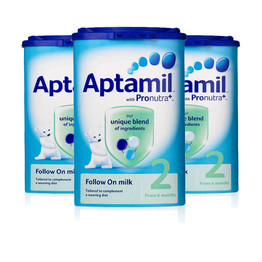 Aptamil
with Pronutra+
our
unique blend
of ingredients
Follow On milk
Tailored to complement
a weaning diet
2
From 6 months